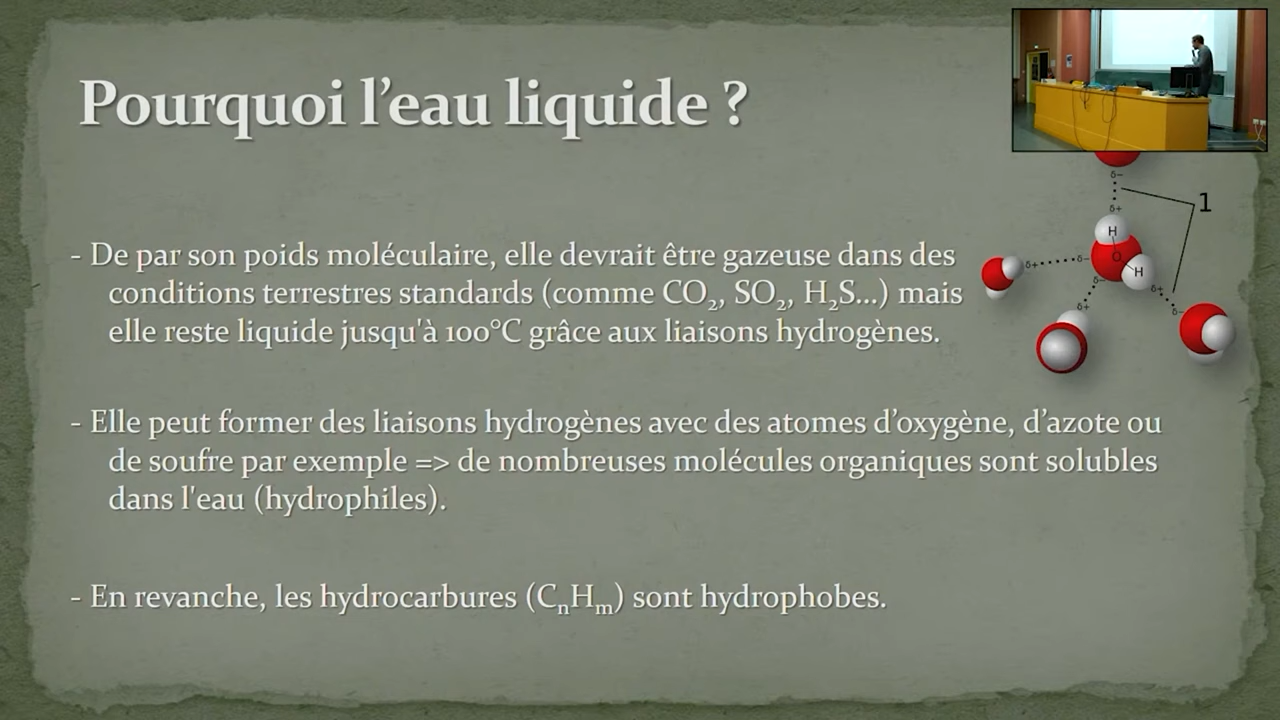 Pourquoi l’eau liquide ?
- De par son poids moléculaire, elle devrait être gazeuse dans des
conditions terrestres standards (comme CO₂, SO₂, H₂S...) mais
elle reste liquide jusqu'à 100°C grâce aux liaisons hydrogènes.
- Elle peut former des liaisons hydrogènes avec des atomes d’oxygène, d’azote ou
de soufre par exemple => de nombreuses molécules organiques sont solubles
dans l'eau (hydrophiles).
- En revanche, les hydrocarbures (CₙHₘ) sont hydrophobes.
δ−
1
δ+
H
O
δ+
δ−
H
δ−
δ+
δ+
δ−